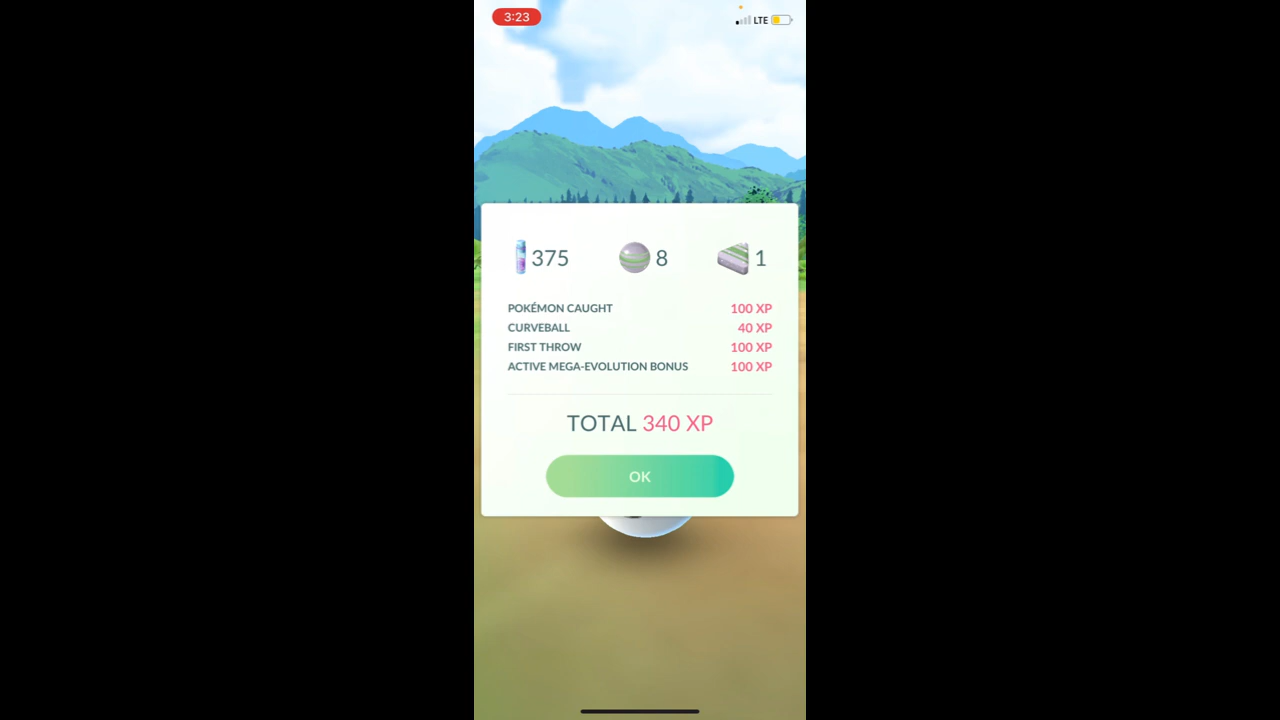 3:23
LTE
375 8 1
POKÉMON CAUGHT 100 XP
CURVEBALL 40 XP
FIRST THROW 100 XP
ACTIVE MEGA-EVOLUTION BONUS 100 XP
TOTAL 340 XP
OK